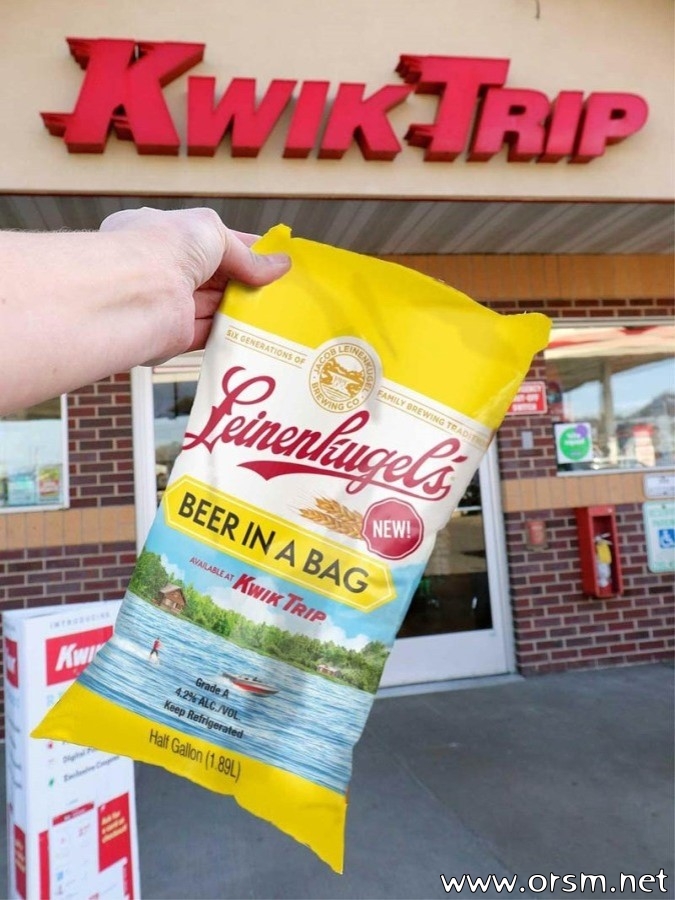 KWIK TRIP
SIX GENERATIONS OF
JACOB LEINENKUGEL
BREWING CO.
FAMILY BREWING TRADITION
Leinenkugel's
BEER IN A BAG
NEW!
AVAILABLE AT KWIK TRIP
Grade A
4.2% ALC./VOL.
Keep Refrigerated
Half Gallon (1.89L)
INTRODUCING
Kwi
www.orsm.net